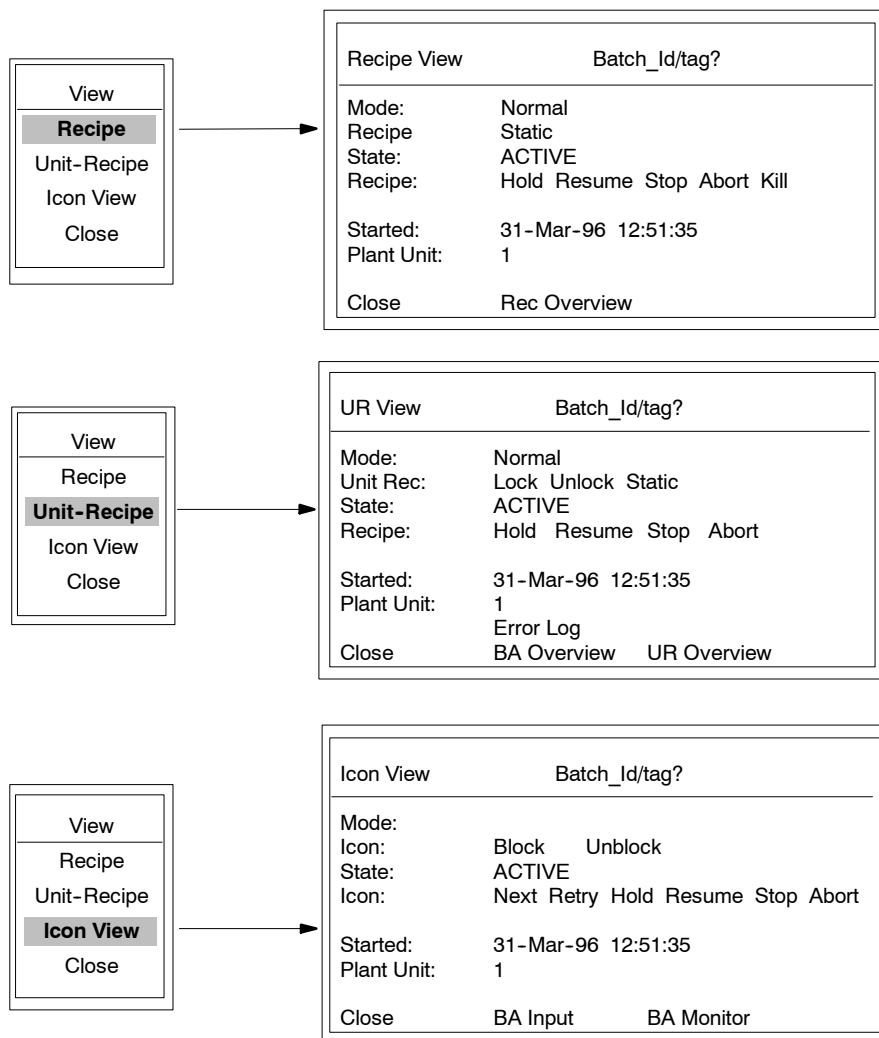 View
Recipe
Unit-Recipe
Icon View
Close
Recipe View Batch_Id/tag?
Mode: Normal
Recipe Static
State: ACTIVE
Recipe: Hold Resume Stop Abort Kill
Started: 31-Mar-96 12:51:35
Plant Unit: 1
Close Rec Overview
View
Recipe
Unit-Recipe
Icon View
Close
UR View Batch_Id/tag?
Mode: Normal
Unit Rec: Lock Unlock Static
State: ACTIVE
Recipe: Hold Resume Stop Abort
Started: 31-Mar-96 12:51:35
Plant Unit: 1
Error Log
Close BA Overview UR Overview
View
Recipe
Unit-Recipe
Icon View
Close
Icon View Batch_Id/tag?
Mode:
Icon: Block Unblock
State: ACTIVE
Icon: Next Retry Hold Resume Stop Abort
Started: 31-Mar-96 12:51:35
Plant Unit: 1
Close BA Input BA Monitor